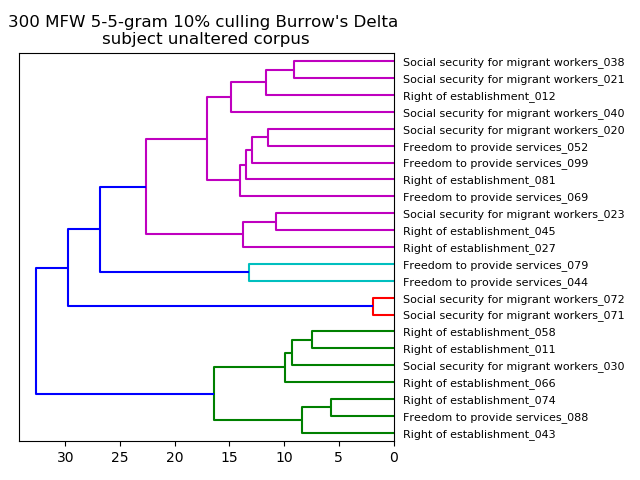 300 MFW 5-5-gram 10% culling Burrow's Delta
subject unaltered corpus
Social security for migrant workers_038
Social security for migrant workers_021
Right of establishment_012
Social security for migrant workers_040
Social security for migrant workers_020
Freedom to provide services_052
Freedom to provide services_099
Right of establishment_081
Freedom to provide services_069
Social security for migrant workers_023
Right of establishment_045
Right of establishment_027
Freedom to provide services_079
Freedom to provide services_044
Social security for migrant workers_072
Social security for migrant workers_071
Right of establishment_058
Right of establishment_011
Social security for migrant workers_030
Right of establishment_066
Right of establishment_074
Freedom to provide services_088
Right of establishment_043
30 25 20 15 10 5 0